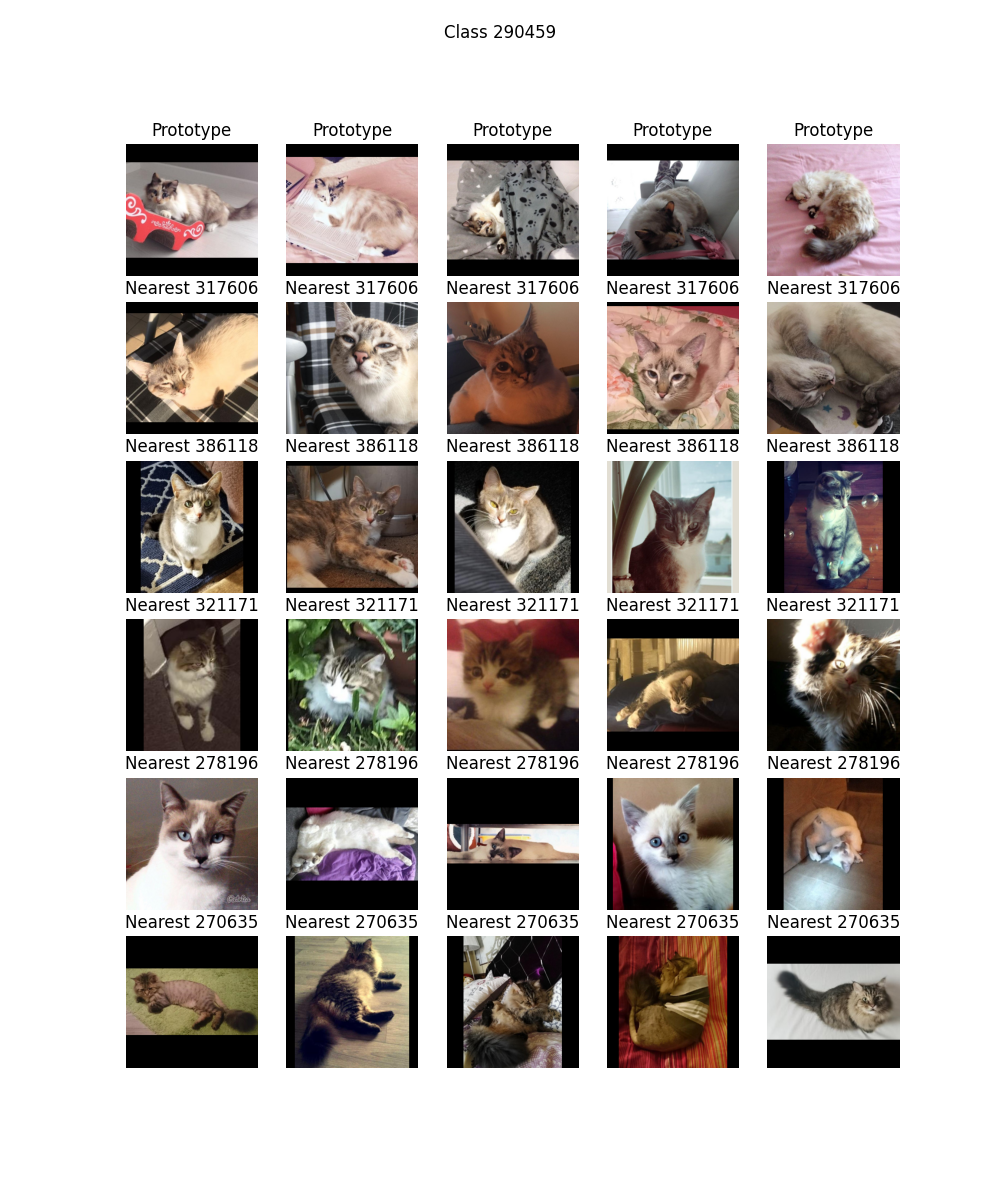 Class 290459
Prototype Prototype Prototype Prototype Prototype
Nearest 317606 Nearest 317606 Nearest 317606 Nearest 317606 Nearest 317606
Nearest 386118 Nearest 386118 Nearest 386118 Nearest 386118 Nearest 386118
Nearest 321171 Nearest 321171 Nearest 321171 Nearest 321171 Nearest 321171
Nearest 278196 Nearest 278196 Nearest 278196 Nearest 278196 Nearest 278196
Nearest 270635 Nearest 270635 Nearest 270635 Nearest 270635 Nearest 270635